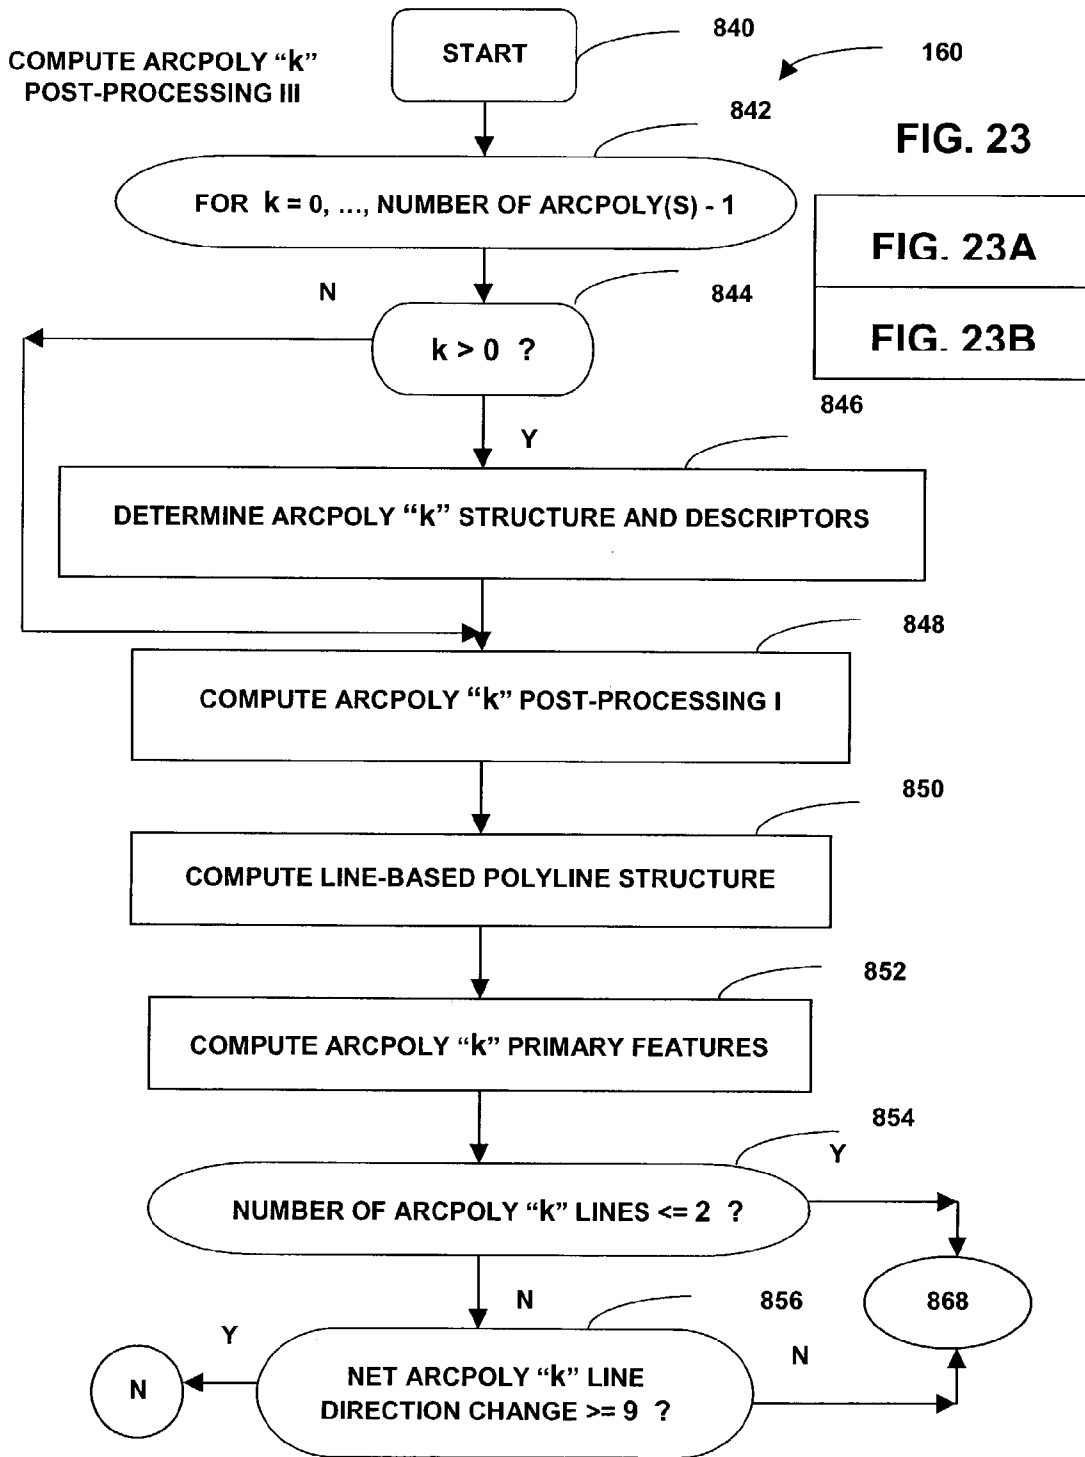 COMPUTE ARCPOLY “k”
POST-PROCESSING III
START
840
160
842
FIG. 23
FOR k = 0, ..., NUMBER OF ARCPOLY(S) - 1
FIG. 23A
FIG. 23B
N
844
k > 0 ?
846
Y
DETERMINE ARCPOLY “k” STRUCTURE AND DESCRIPTORS
848
COMPUTE ARCPOLY “k” POST-PROCESSING I
850
COMPUTE LINE-BASED POLYLINE STRUCTURE
852
COMPUTE ARCPOLY “k” PRIMARY FEATURES
854
Y
NUMBER OF ARCPOLY “k” LINES <= 2 ?
868
N
856
Y
N
N
NET ARCPOLY “k” LINE
DIRECTION CHANGE >= 9 ?